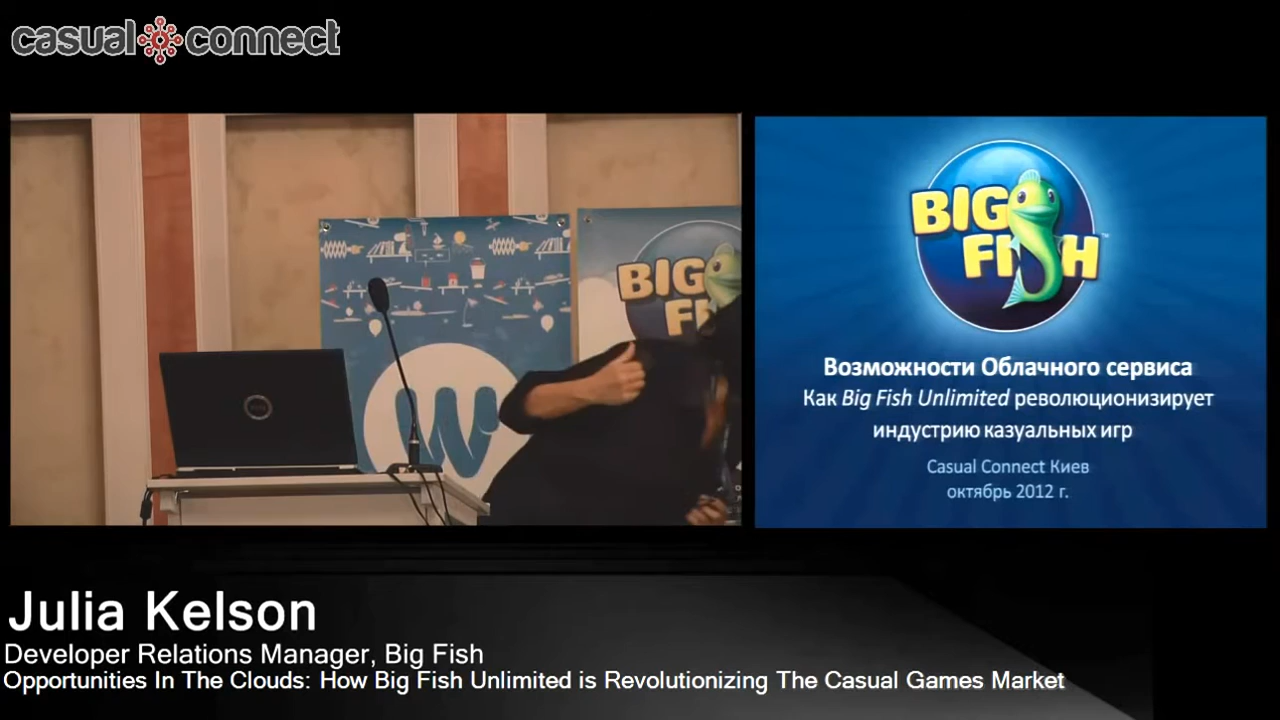 casual connect
BIG
FI
w
DELL
BIG
FISH
™
Возможности Облачного сервиса
Как Big Fish Unlimited революционизирует
индустрию казуальных игр
Casual Connect Киев
октябрь 2012 г.
Julia Kelson
Developer Relations Manager, Big Fish
Opportunities In The Clouds: How Big Fish Unlimited is Revolutionizing The Casual Games Market